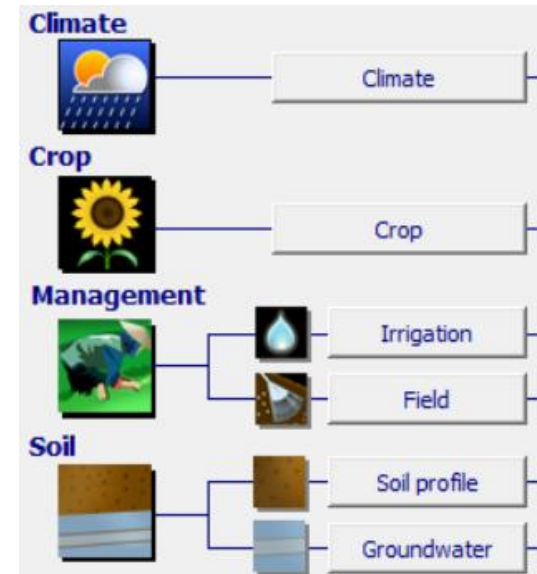 Climate
Climate
Crop
Crop
Management
Irrigation
Field
Soil
Soil profile
Groundwater